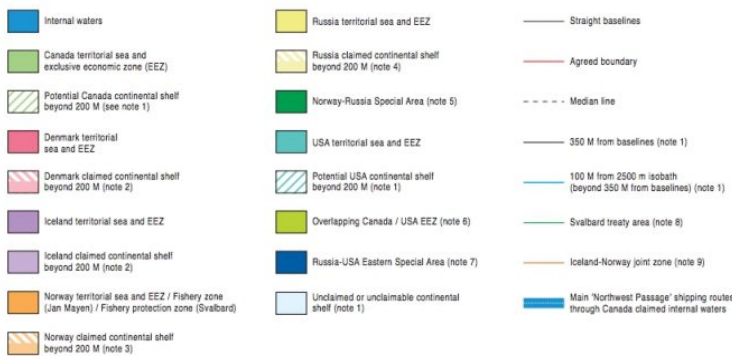 Internal waters
Canada territorial sea and
exclusive economic zone (EEZ)
Potential Canada continental shelf
beyond 200 M (see note 1)
Denmark territorial
sea and EEZ
Denmark claimed continental shelf
beyond 200 M (note 2)
Iceland territorial sea and EEZ
Iceland claimed continental shelf
beyond 200 M (note 2)
Norway territorial sea and EEZ / Fishery zone
(Jan Mayen) / Fishery protection zone (Svalbard)
Norway claimed continental shelf
beyond 200 M (note 3)
Russia territorial sea and EEZ
Russia claimed continental shelf
beyond 200 M (note 4)
Norway-Russia Special Area (note 5)
USA territorial sea and EEZ
Potential USA continental shelf
beyond 200 M (note 1)
Overlapping Canada / USA EEZ (note 6)
Russia-USA Eastern Special Area (note 7)
Unclaimed or unclaimable continental
shelf (note 1)
Straight baselines
Agreed boundary
Median line
350 M from baselines (note 1)
100 M from 2500 m isobath
(beyond 350 M from baselines) (note 1)
Svalbard treaty area (note 8)
Iceland-Norway joint zone (note 9)
Main 'Northwest Passage' shipping routes
through Canada claimed internal waters